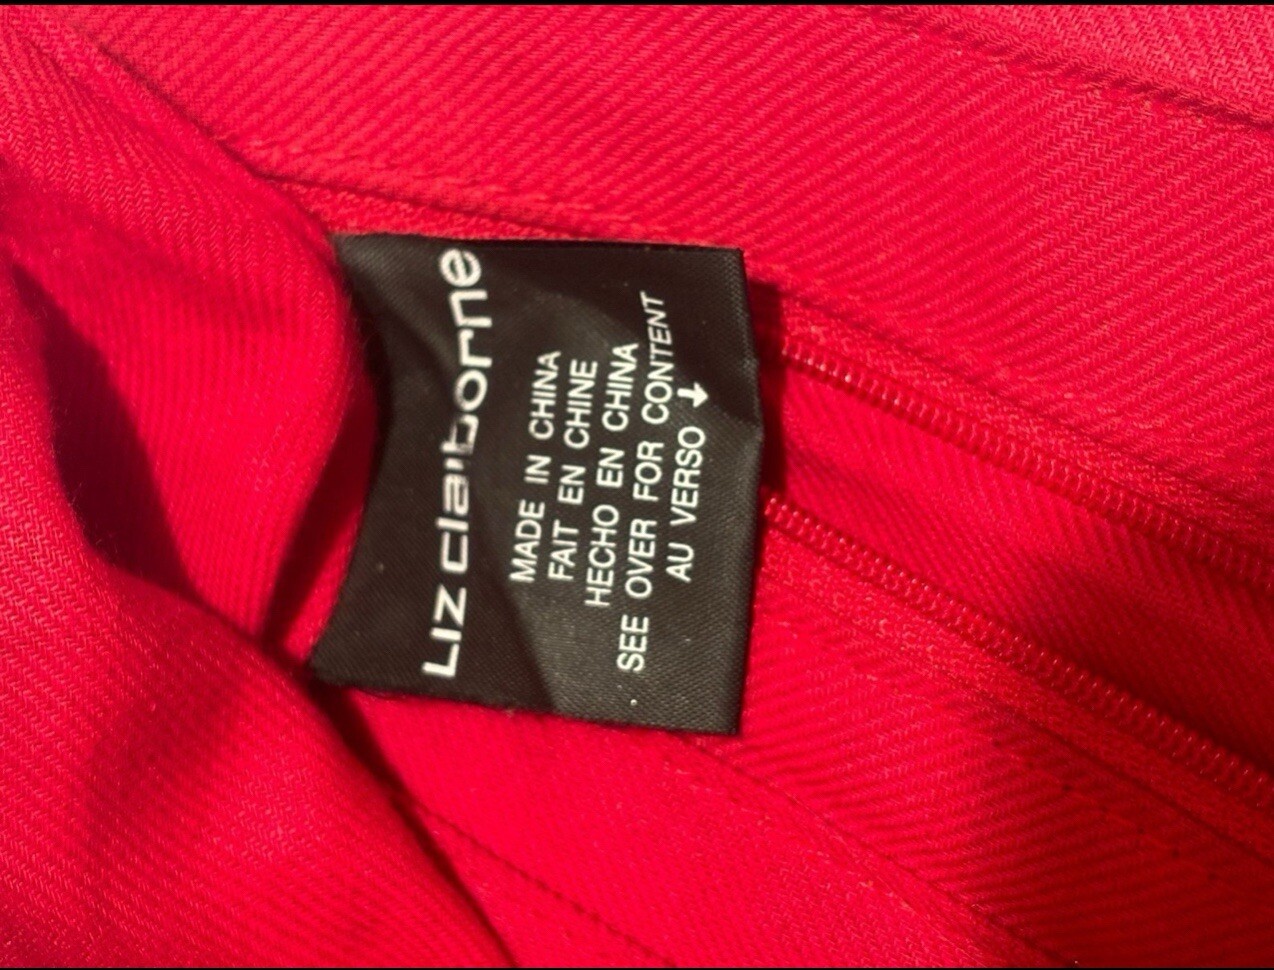 Liz claiborne
MADE IN CHINA
FAIT EN CHINE
HECHO EN CHINA
SEE OVER FOR CONTENT
AU VERSO ↓